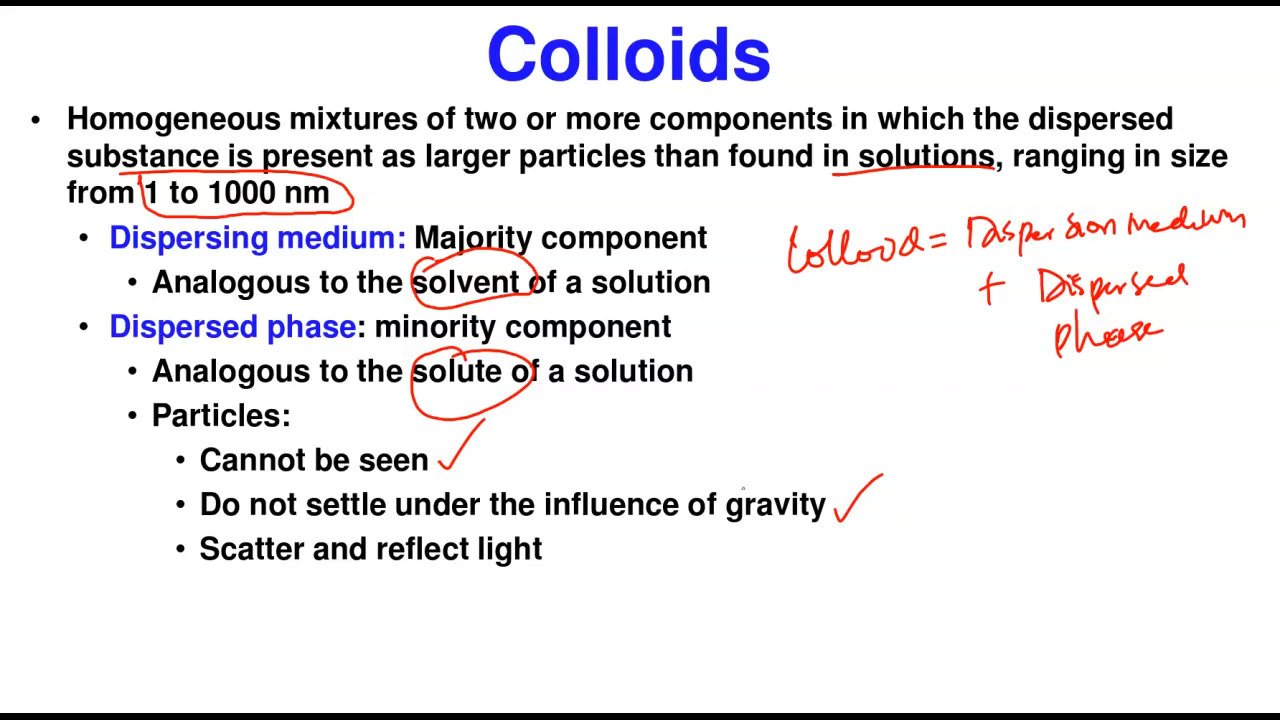 Colloids
• Homogeneous mixtures of two or more components in which the dispersed
substance is present as larger particles than found in solutions, ranging in size
from 1 to 1000 nm
• Dispersing medium: Majority component
• Analogous to the solvent of a solution
• Dispersed phase: minority component
• Analogous to the solute of a solution
• Particles:
• Cannot be seen
• Do not settle under the influence of gravity
• Scatter and reflect light
Colloid = Dispersion medium
+ Dispersed
phase